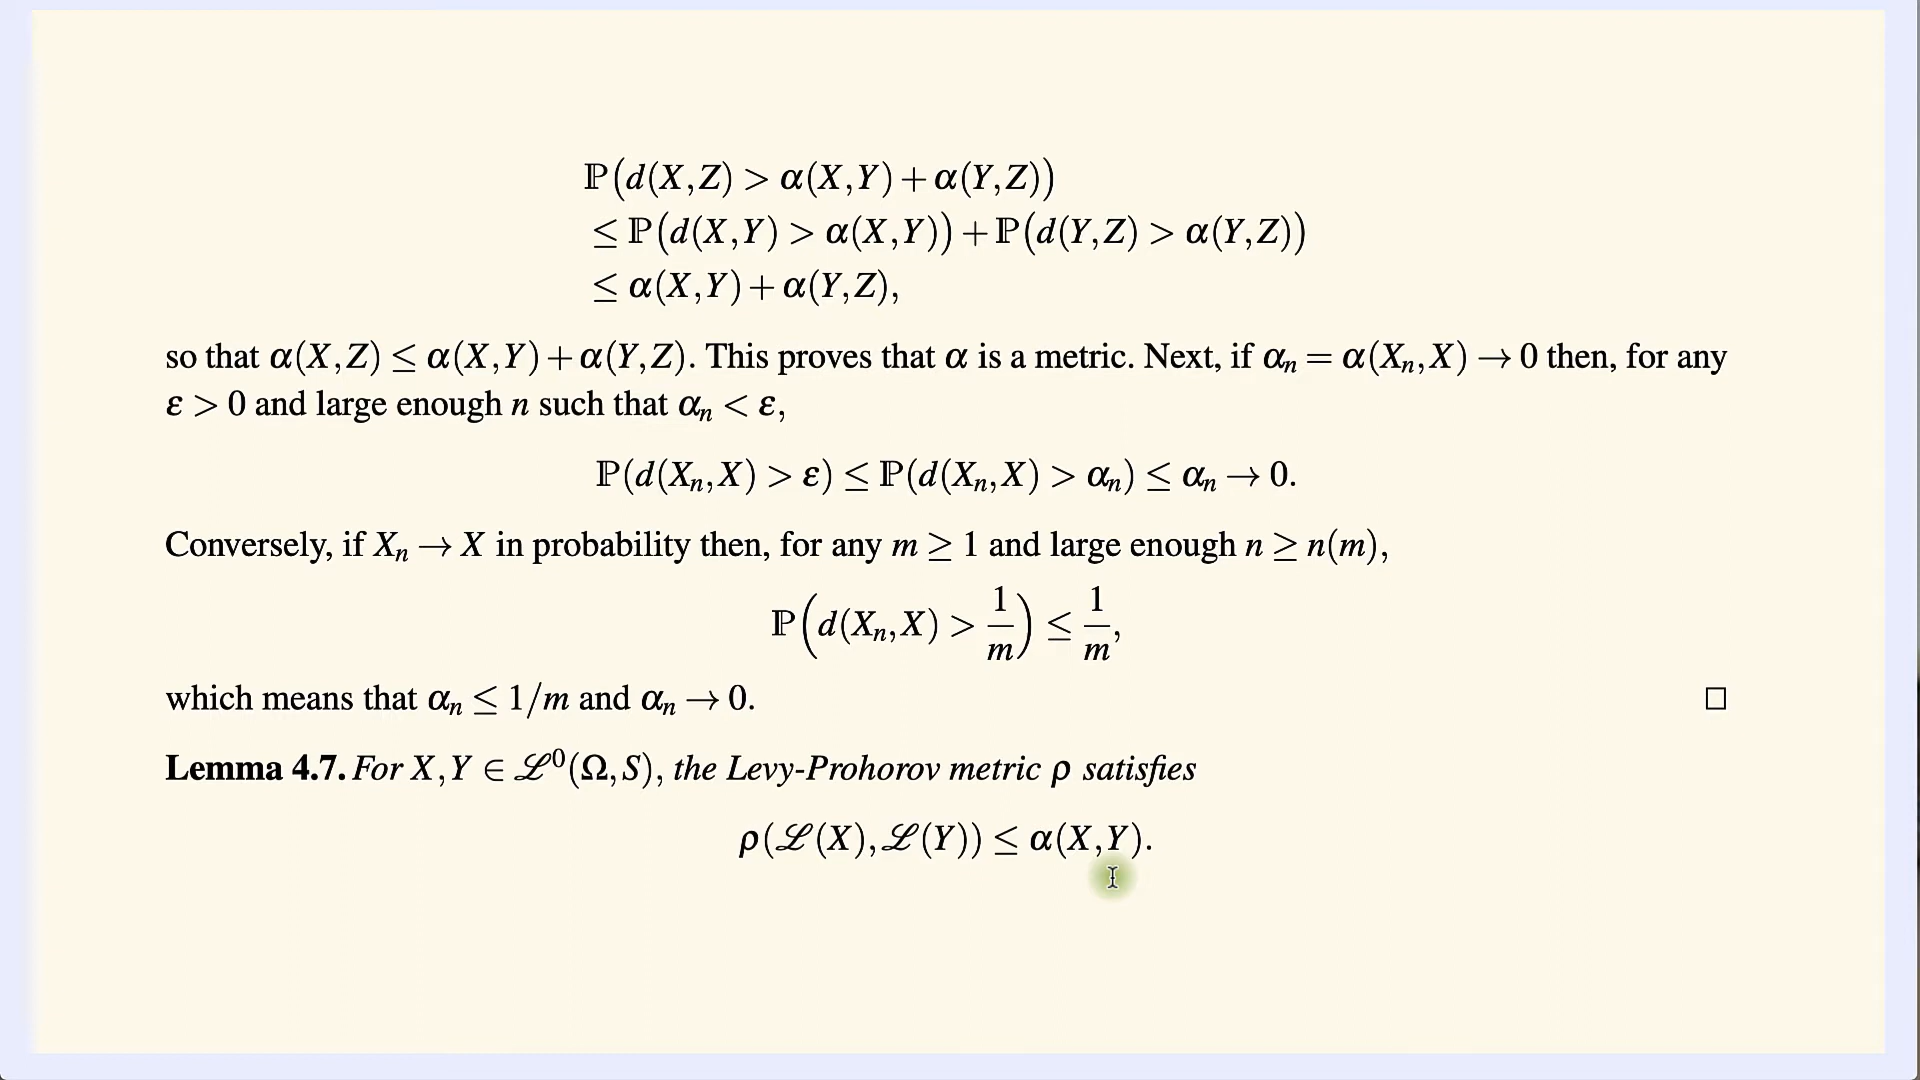 ℙ(d(X,Z) > α(X,Y) + α(Y,Z))
≤ ℙ(d(X,Y) > α(X,Y)) + ℙ(d(Y,Z) > α(Y,Z))
≤ α(X,Y) + α(Y,Z),
so that α(X,Z) ≤ α(X,Y) + α(Y,Z). This proves that α is a metric. Next, if αₙ = α(Xₙ,X) → 0 then, for any
ε > 0 and large enough n such that αₙ < ε,
ℙ(d(Xₙ,X) > ε) ≤ ℙ(d(Xₙ,X) > αₙ) ≤ αₙ → 0.
Conversely, if Xₙ → X in probability then, for any m ≥ 1 and large enough n ≥ n(m),
ℙ(d(Xₙ,X) > 1/m) ≤ 1/m,
which means that αₙ ≤ 1/m and αₙ → 0. □
Lemma 4.7. For X,Y ∈ ℒ⁰(Ω,S), the Levy-Prohorov metric ρ satisfies
ρ(ℒ(X),ℒ(Y)) ≤ α(X,Y).